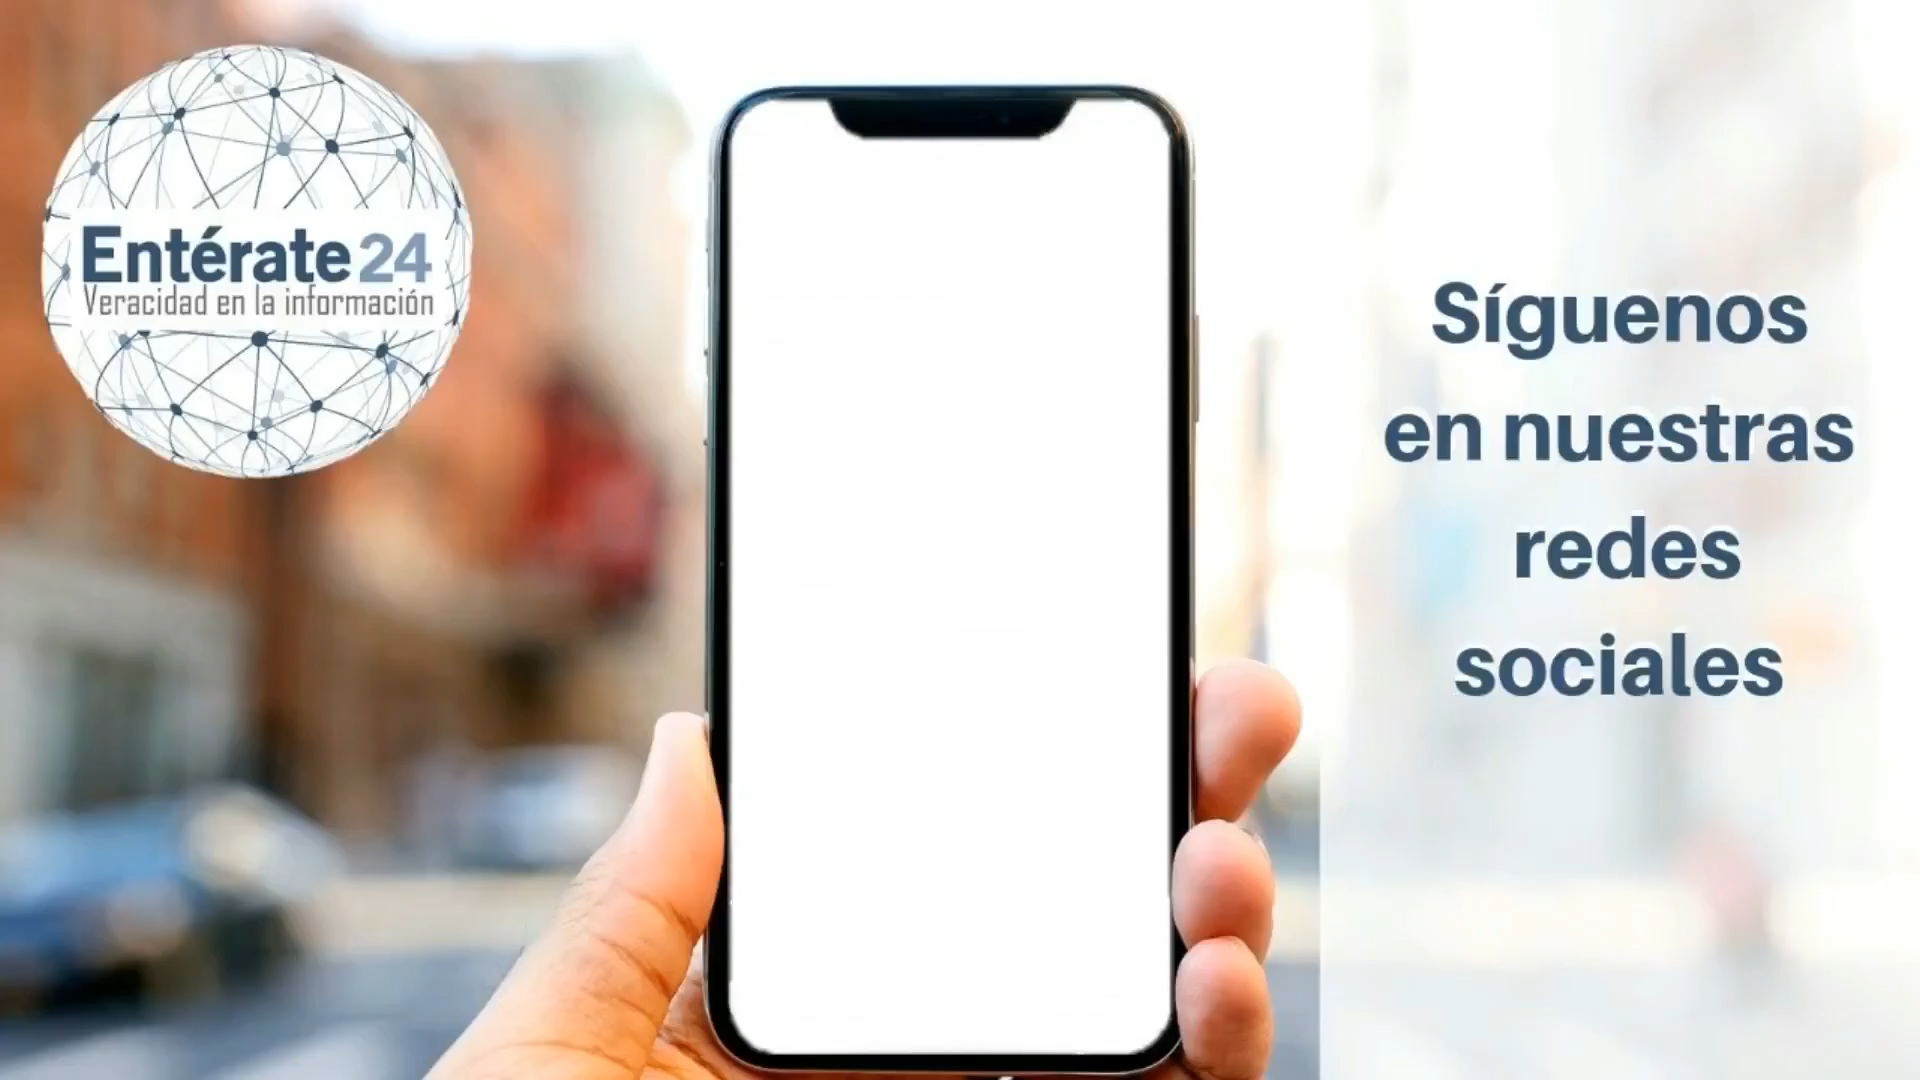 Entérate24
Veracidad en la información
Síguenos
en nuestras
redes
sociales